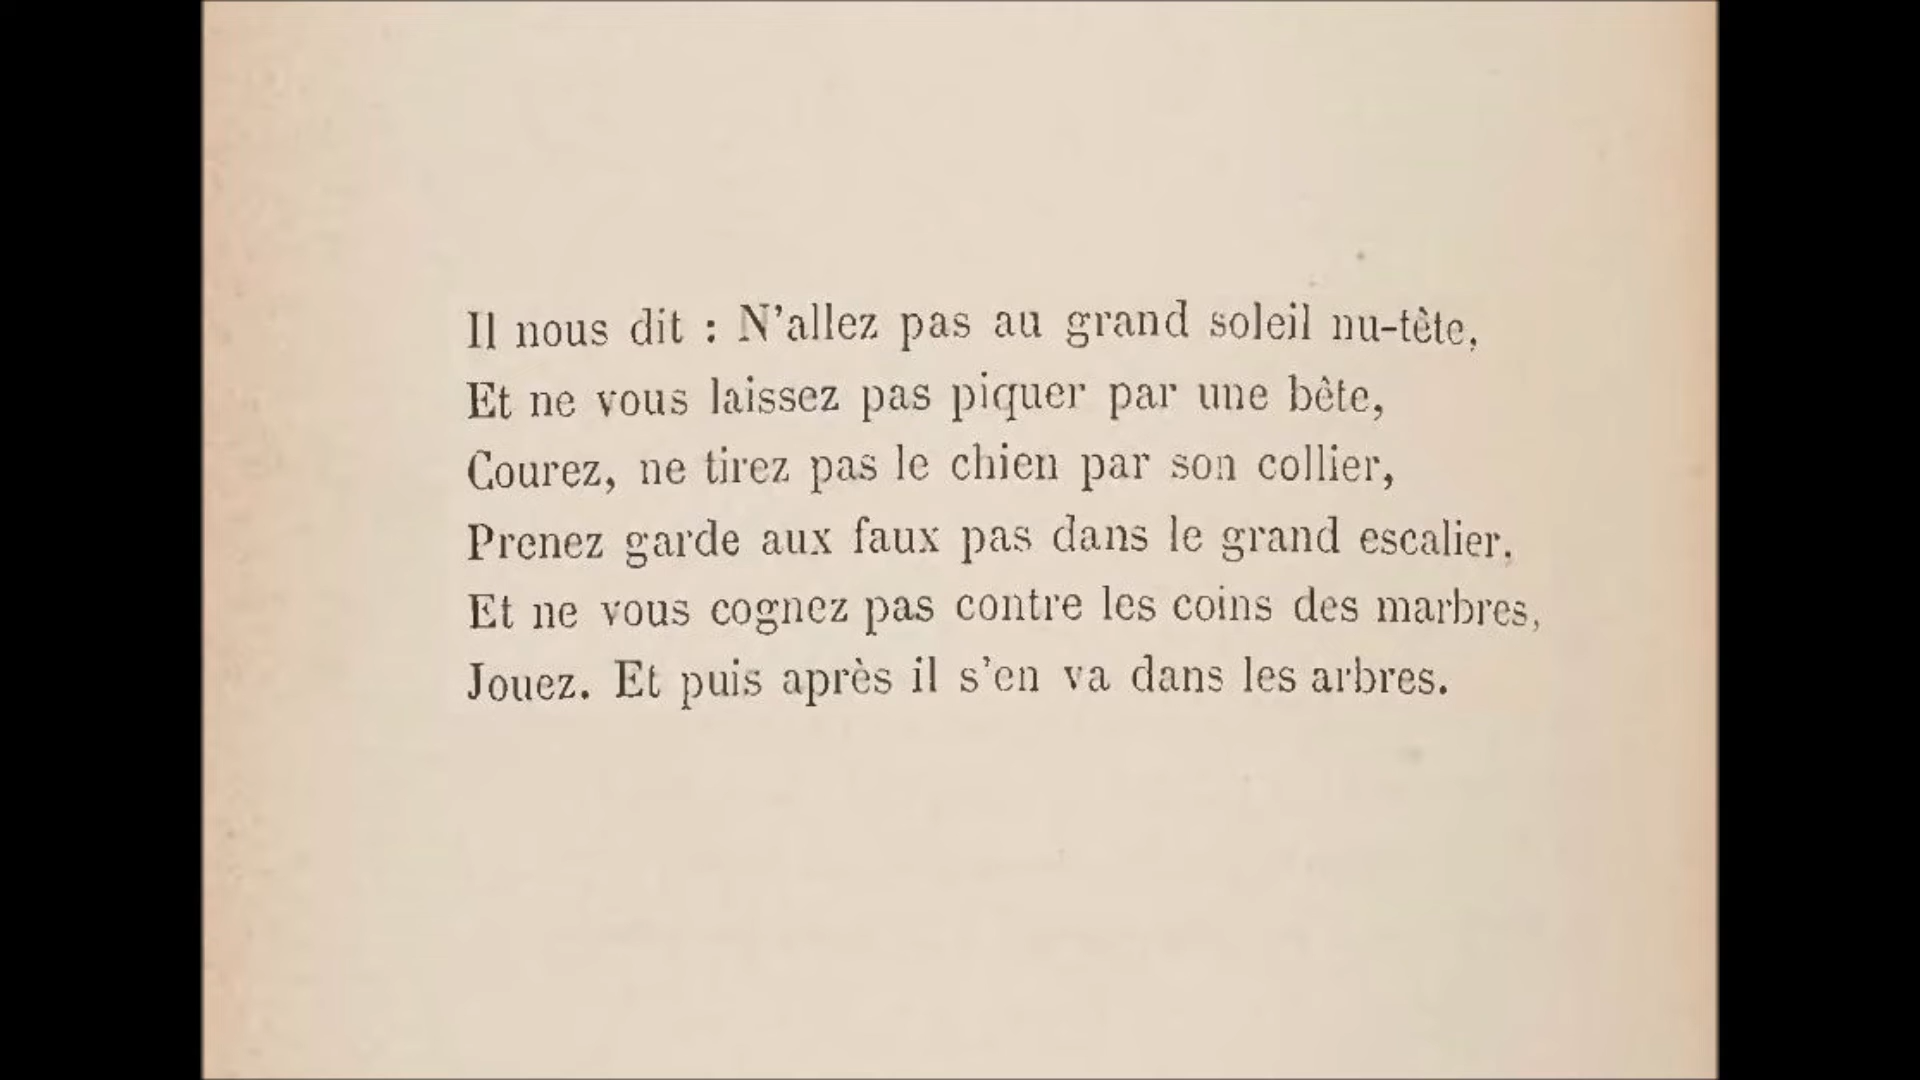 Il nous dit : N'allez pas au grand soleil nu-tête,
Et ne vous laissez pas piquer par une bête,
Courez, ne tirez pas le chien par son collier,
Prenez garde aux faux pas dans le grand escalier,
Et ne vous cognez pas contre les coins des marbres,
Jouez. Et puis après il s'en va dans les arbres.